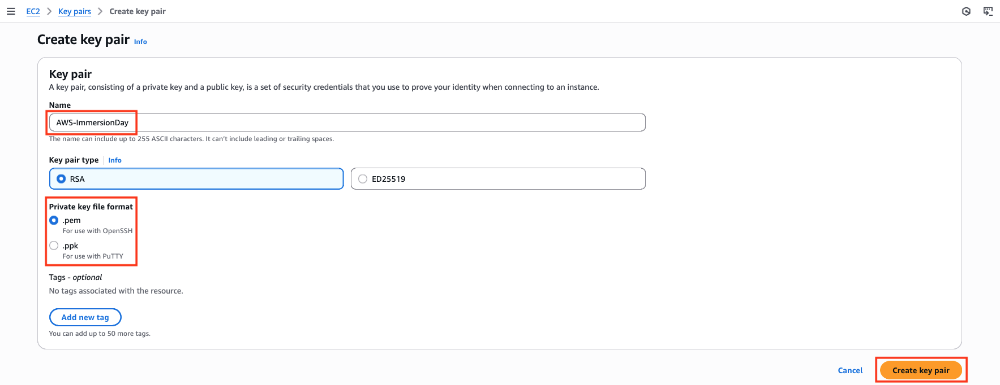 EC2 > Key pairs > Create key pair
Create key pair Info
Key pair
A key pair, consisting of a private key and a public key, is a set of security credentials that you use to prove your identity when connecting to an instance.
Name
AWS-ImmersionDay
The name can include up to 255 ASCII characters. It can't include leading or trailing spaces.
Key pair type Info
RSA ED25519
Private key file format
.pem
For use with OpenSSH
.ppk
For use with PuTTY
Tags - optional
No tags associated with the resource.
Add new tag
You can add up to 50 more tags.
Cancel Create key pair